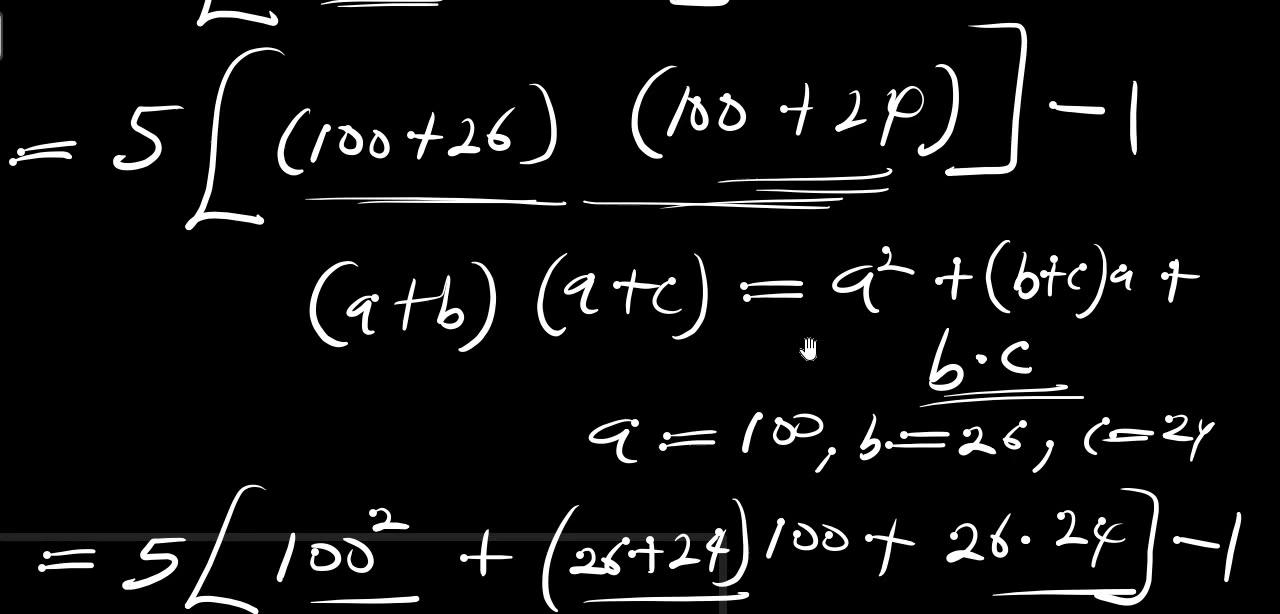 = 5[(100+26) (100+24)] - 1
(a+b) (a+c) = a² + (b+c)a +
b·c
a = 100, b = 26, c = 24
= 5[100² + (26+24)100 + 26·24] - 1